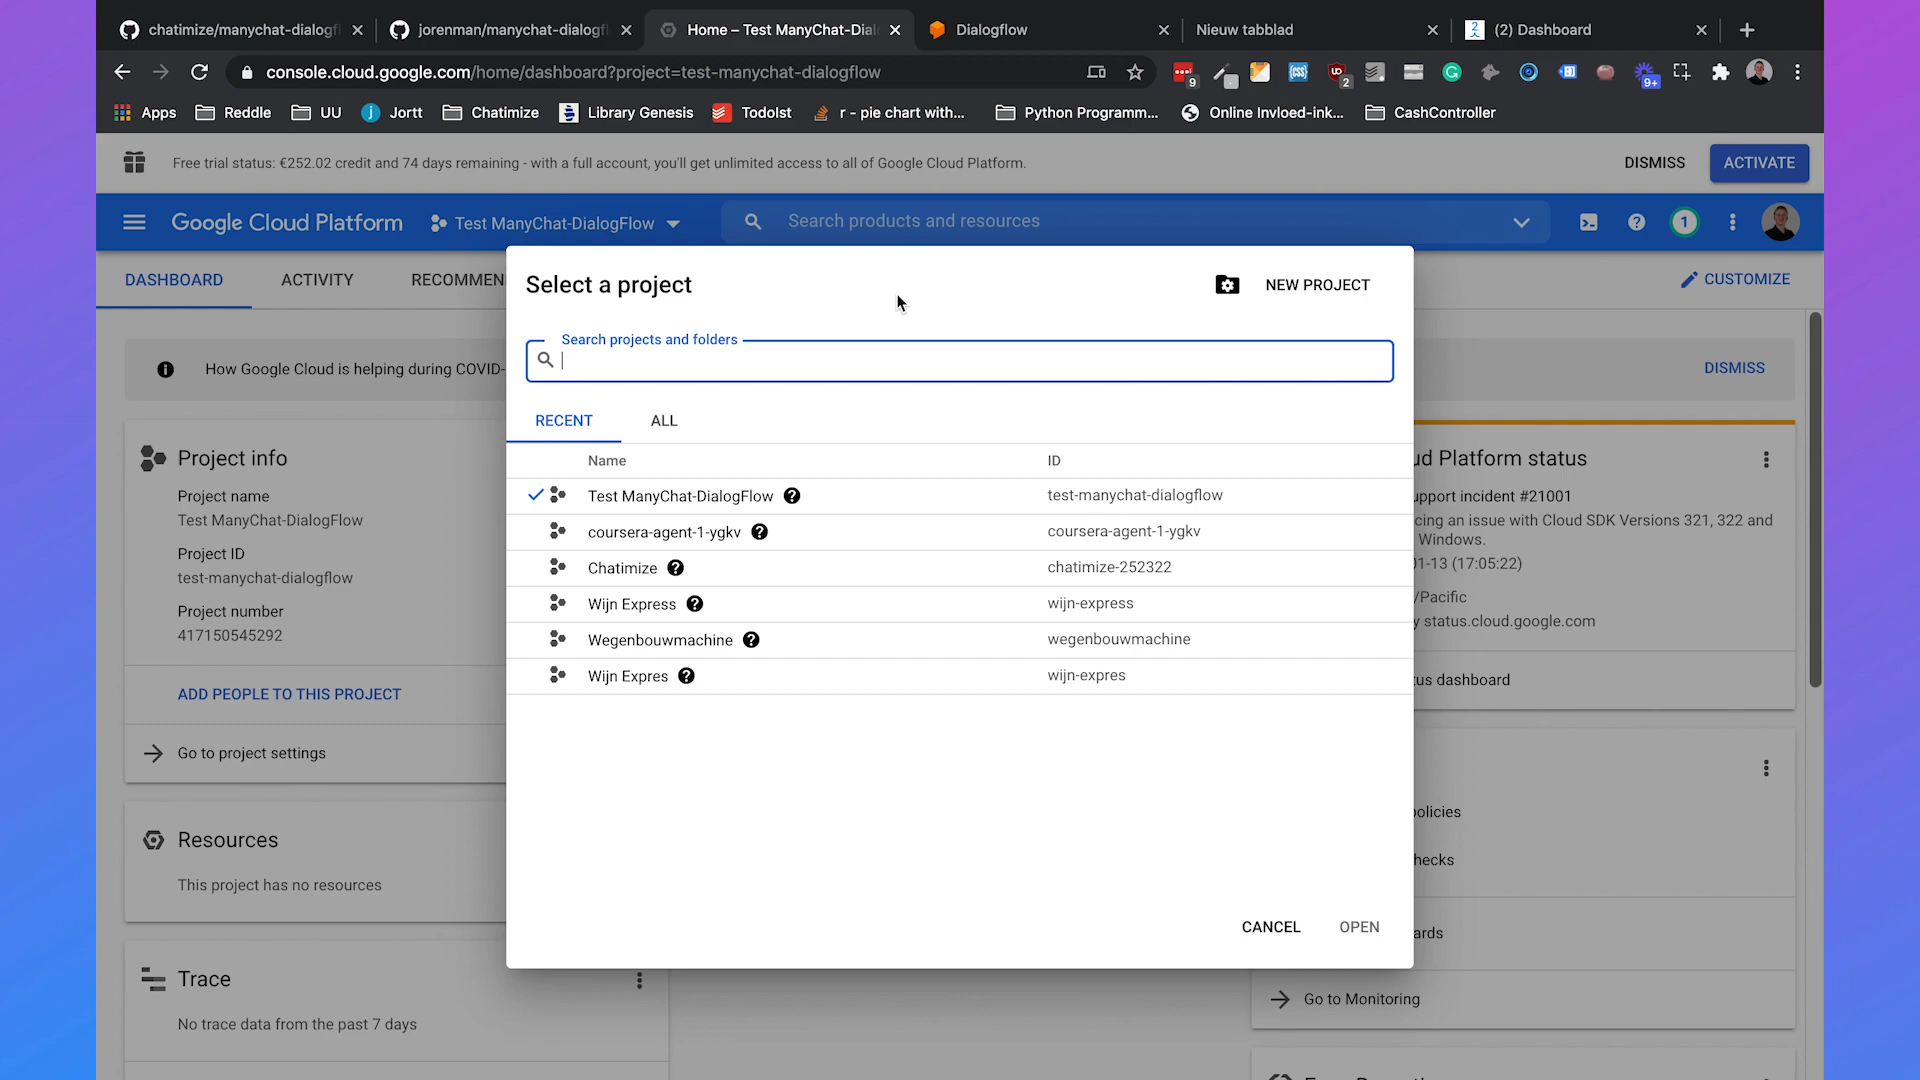 chatimize/manychat-dialogf
jorenman/manychat-dialogf
Home – Test ManyChat-Dial
Dialogflow
Nieuw tabblad
(2) Dashboard
console.cloud.google.com/home/dashboard?project=test-manychat-dialogflow
9
2
9+
Apps
Reddle
UU
Jortt
Chatimize
Library Genesis
TodoIst
r - pie chart with...
Python Programm...
Online Invloed-ink...
CashController
Free trial status: €252.02 credit and 74 days remaining - with a full account, you'll get unlimited access to all of Google Cloud Platform.
DISMISS
ACTIVATE
Google Cloud Platform
Test ManyChat-DialogFlow
Search products and resources
1
DASHBOARD
ACTIVITY
RECOMMEN
CUSTOMIZE
Select a project
NEW PROJECT
Search projects and folders
RECENT
ALL
Name
ID
Test ManyChat-DialogFlow
test-manychat-dialogflow
coursera-agent-1-ygkv
coursera-agent-1-ygkv
Chatimize
chatimize-252322
Wijn Express
wijn-express
Wegenbouwmachine
wegenbouwmachine
Wijn Expres
wijn-expres
CANCEL
OPEN
How Google Cloud is helping during COVID-
DISMISS
Project info
Project name
Test ManyChat-DialogFlow
Project ID
test-manychat-dialogflow
Project number
417150545292
ADD PEOPLE TO THIS PROJECT
Go to project settings
Resources
This project has no resources
Trace
No trace data from the past 7 days
ud Platform status
upport incident #21001
cing an issue with Cloud SDK Versions 321, 322 and
Windows.
01-13 (17:05:22)
/Pacific
y status.cloud.google.com
tus dashboard
policies
hecks
ards
Go to Monitoring